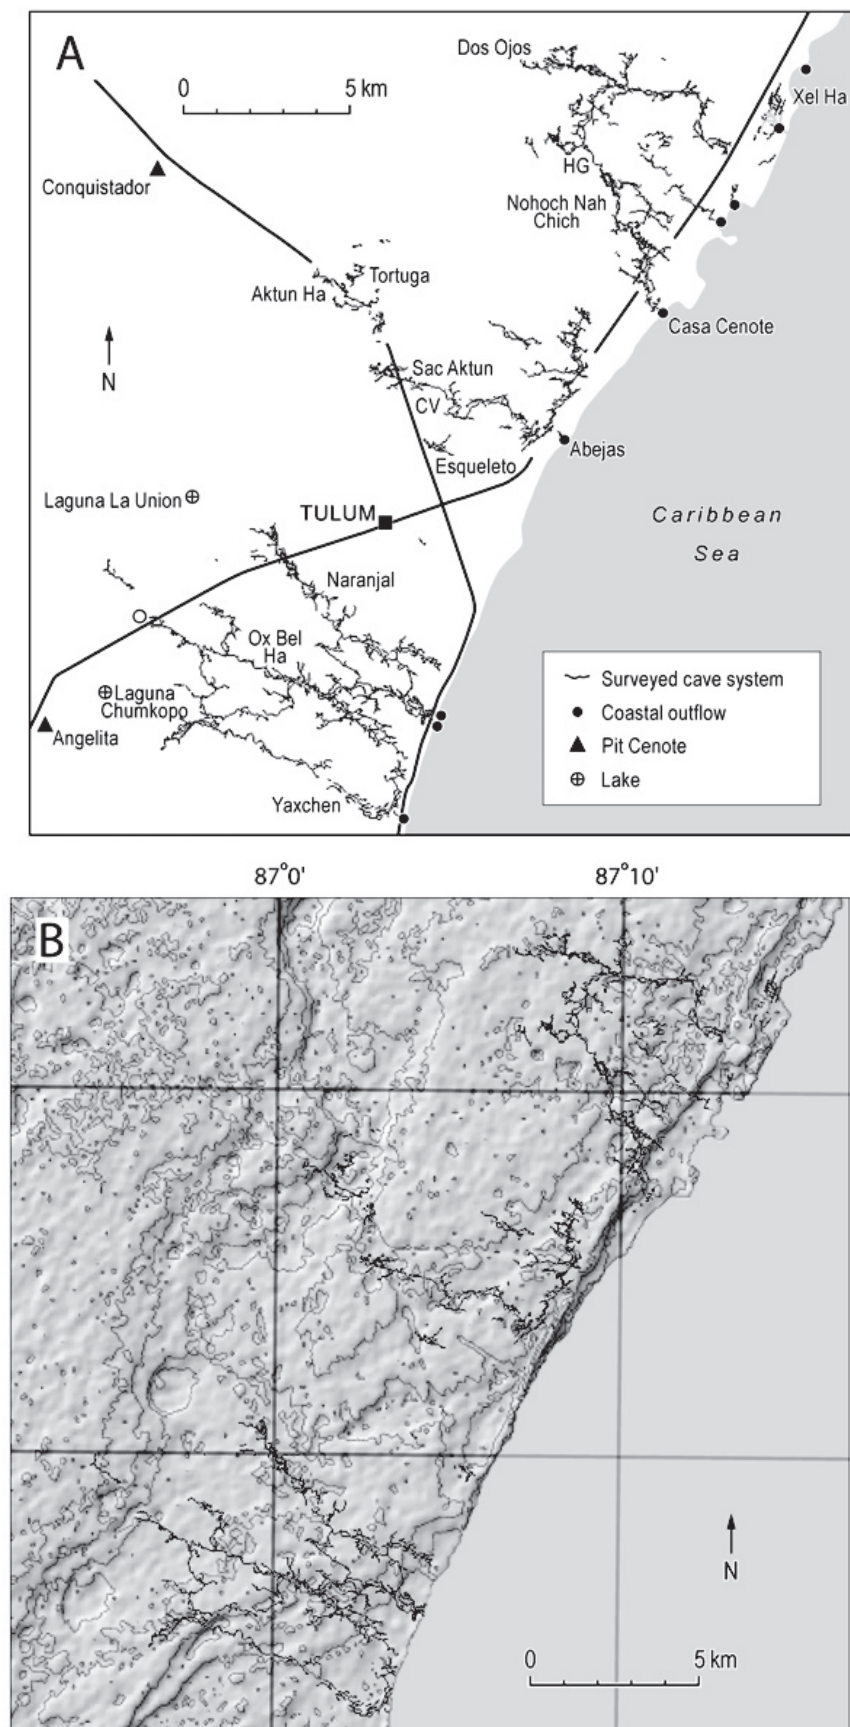 A
0 5 km
Dos Ojos
Xel Ha
Conquistador
HG
Nohoch Nah
Chich
Tortuga
Aktun Ha
Casa Cenote
N
Sac Aktun
CV
Abejas
Esqueleto
Laguna La Union
TULUM
Caribbean
Sea
Naranjal
Ox Bel
Ha
Laguna
Chumkopo
Angelita
Yaxchen
Surveyed cave system
Coastal outflow
Pit Cenote
Lake
87°0' 87°10'
B
N
0 5 km